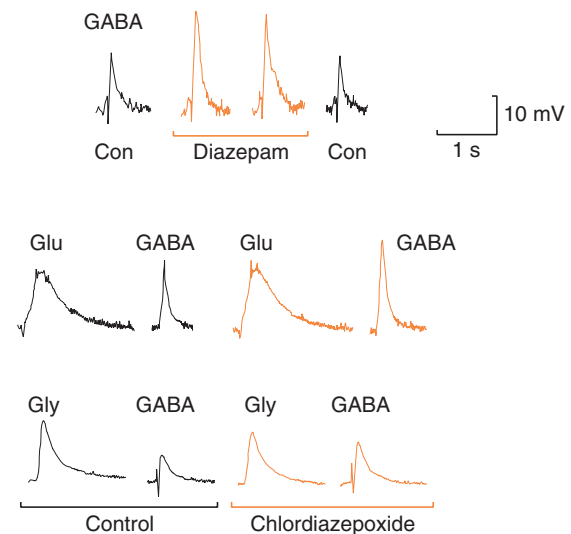 GABA
10 mV
Con Diazepam Con 1 s
Glu GABA Glu GABA
Gly GABA Gly GABA
Control Chlordiazepoxide